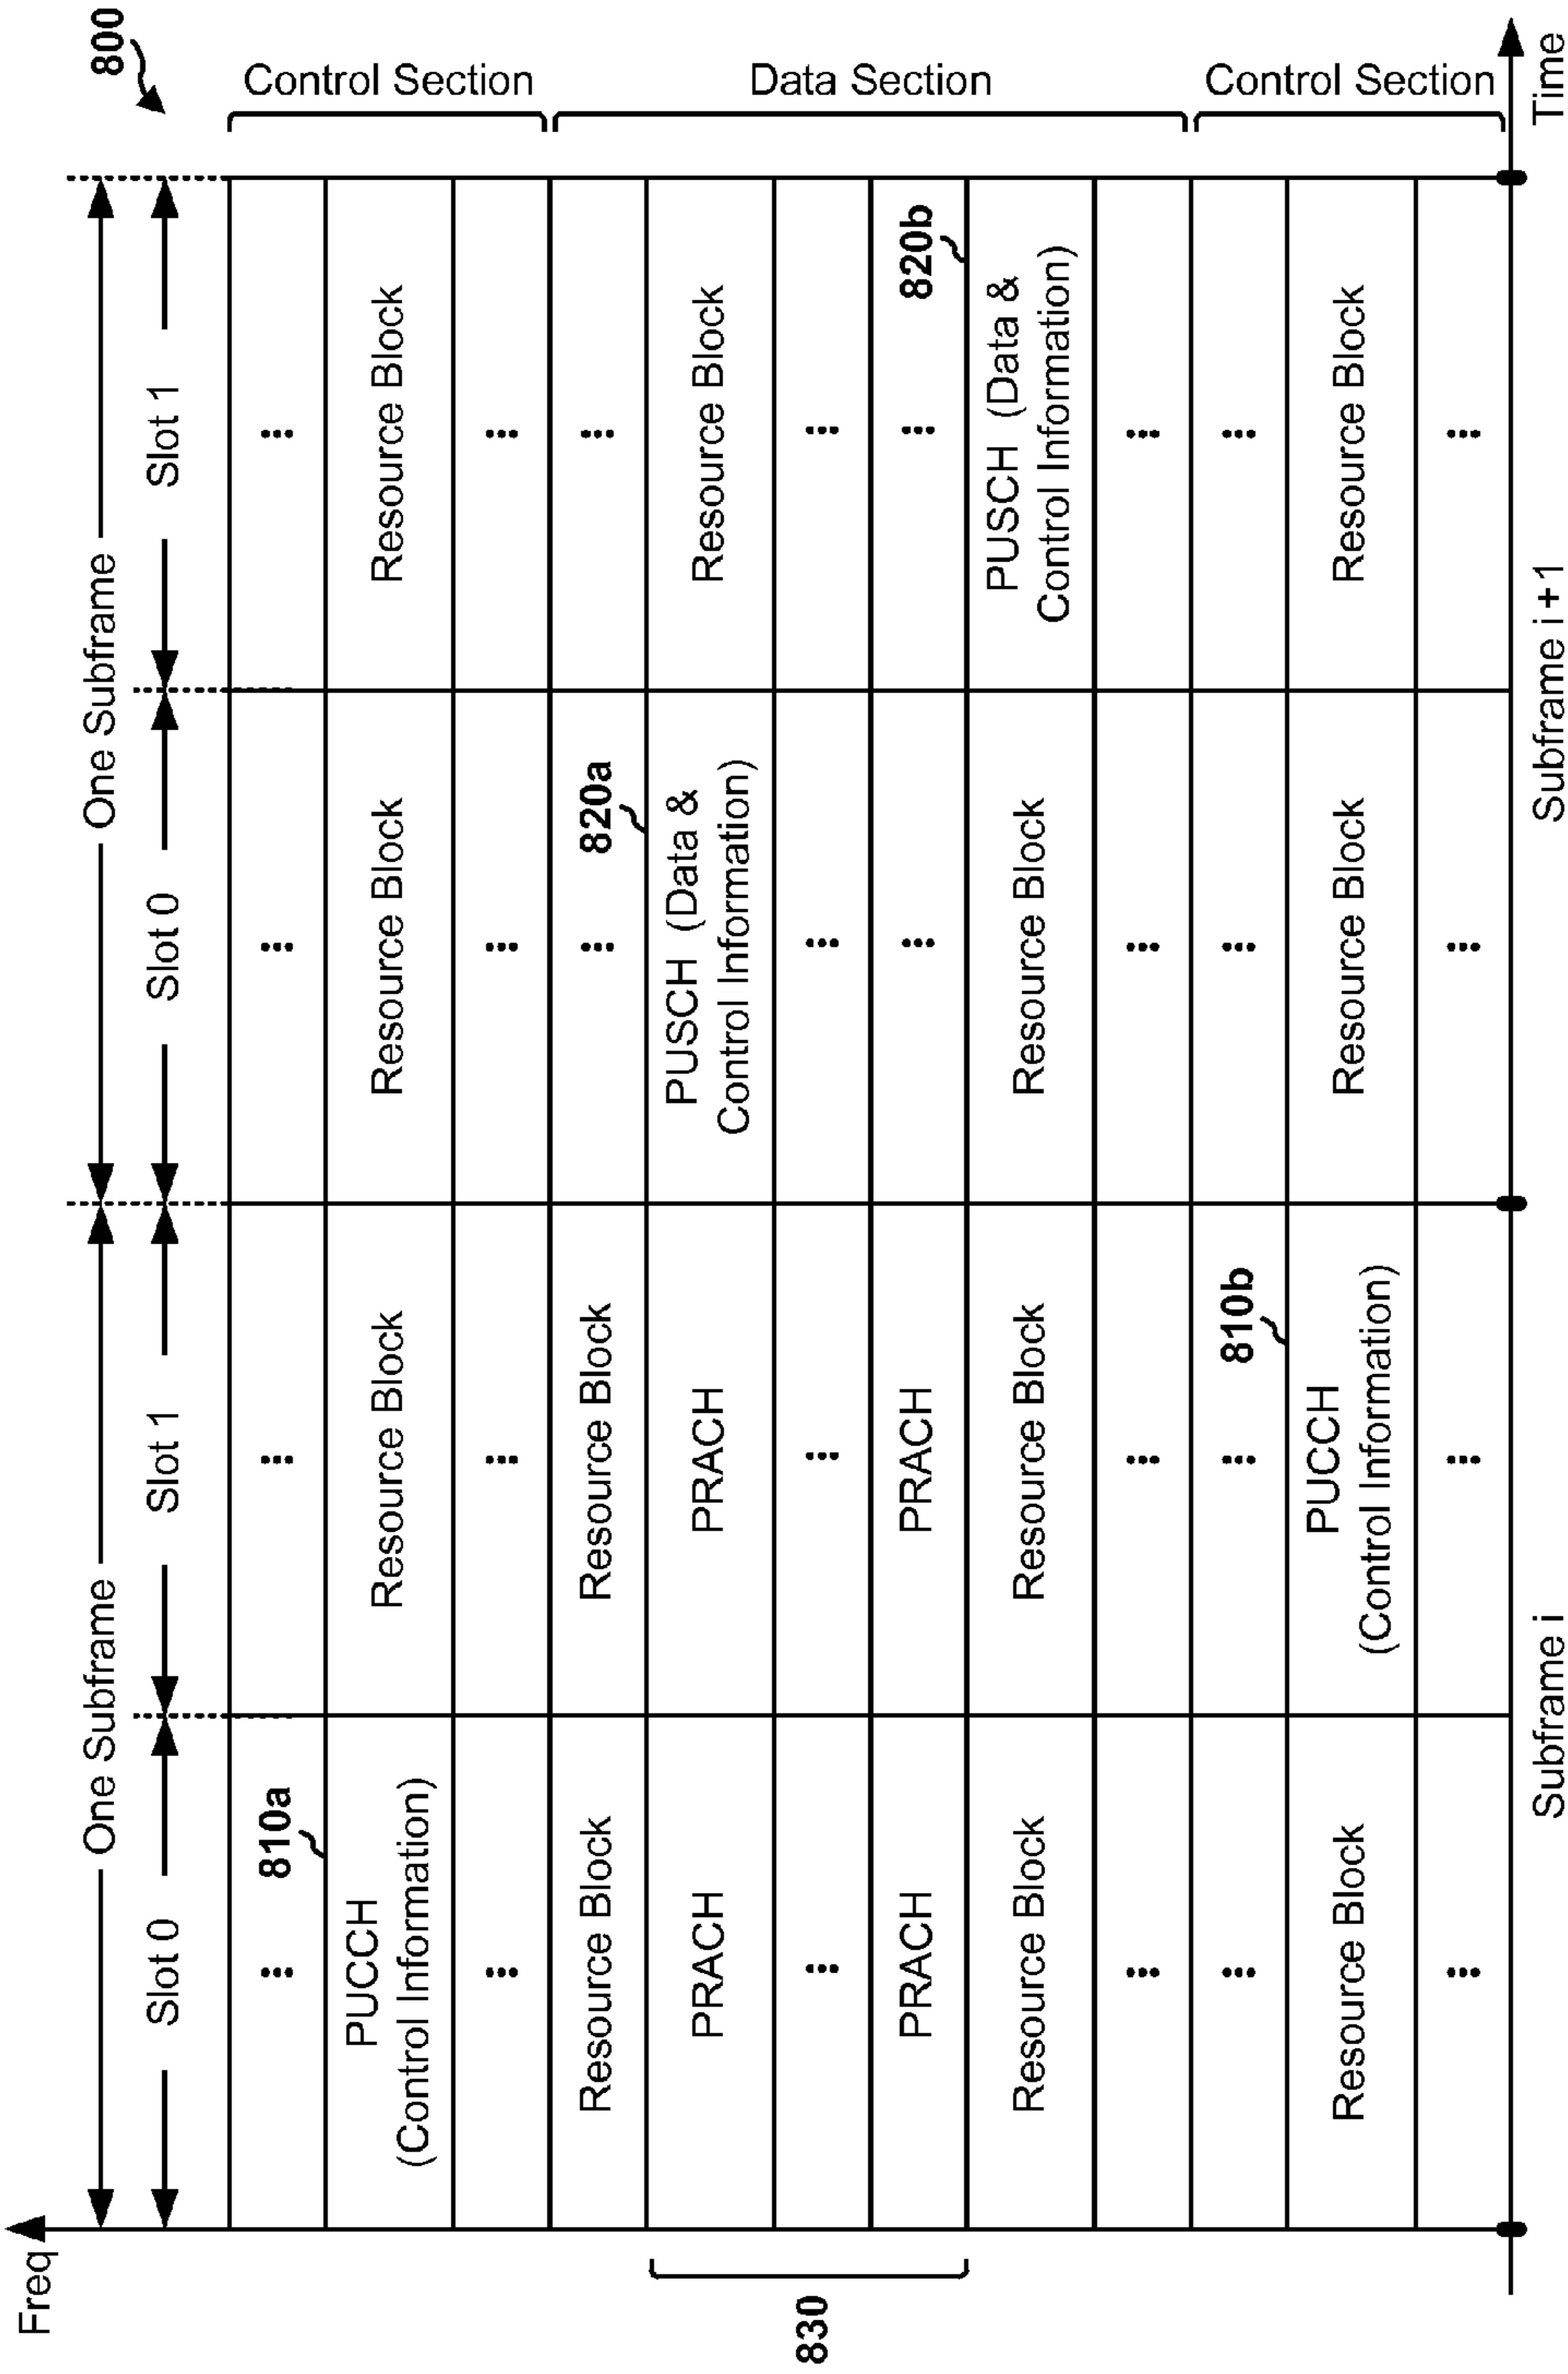 800
Freq
One Subframe
One Subframe
Slot 0
Slot 1
Slot 0
Slot 1
...
810a
...
...
...
PUCCH
(Control Information)
Resource Block
Resource Block
Resource Block
Control Section
...
...
...
...
Resource Block
Resource Block
...
820a
...
PRACH
PRACH
PUSCH (Data &
Control Information)
Resource Block
830
...
...
...
...
Data Section
PRACH
PRACH
...
...
820b
Resource Block
Resource Block
Resource Block
PUSCH (Data &
Control Information)
...
...
...
...
...
...
810b
...
...
Resource Block
PUCCH
(Control Information)
Resource Block
Resource Block
Control Section
...
...
...
...
Subframe i
Subframe i+1
Time